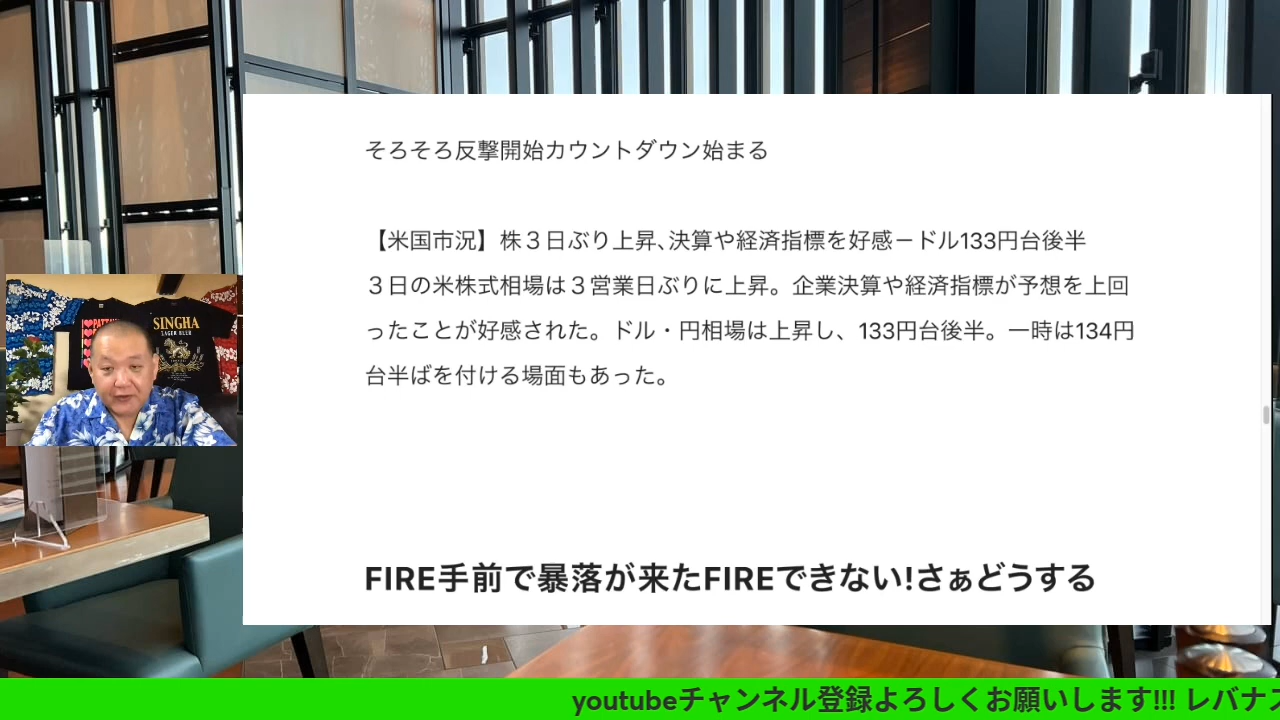 そろそろ反撃開始カウントダウン始まる
【米国市況】株３日ぶり上昇､決算や経済指標を好感－ドル133円台後半
３日の米株式相場は３営業日ぶりに上昇。企業決算や経済指標が予想を上回
ったことが好感された。ドル・円相場は上昇し、133円台後半。一時は134円
台半ばを付ける場面もあった。
SINGHA
LAGER BEER
FIRE手前で暴落が来たFIREできない!さぁどうする
youtubeチャンネル登録よろしくお願いします!!! レバナス